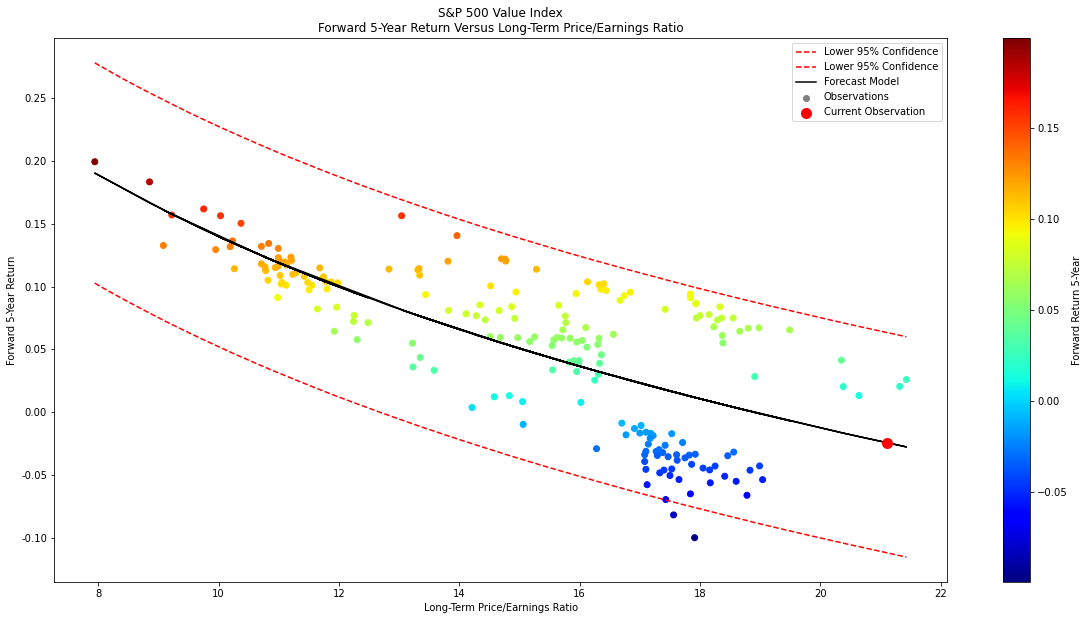 S&P 500 Value Index
Forward 5-Year Return Versus Long-Term Price/Earnings Ratio
Lower 95% Confidence
Lower 95% Confidence
Forecast Model
Observations
Current Observation
Forward 5-Year Return
0.25
0.20
0.15
0.10
0.05
0.00
-0.05
-0.10
8
10
12
14
16
18
20
22
Long-Term Price/Earnings Ratio
0.15
0.10
0.05
0.00
−0.05
Forward Return 5-Year